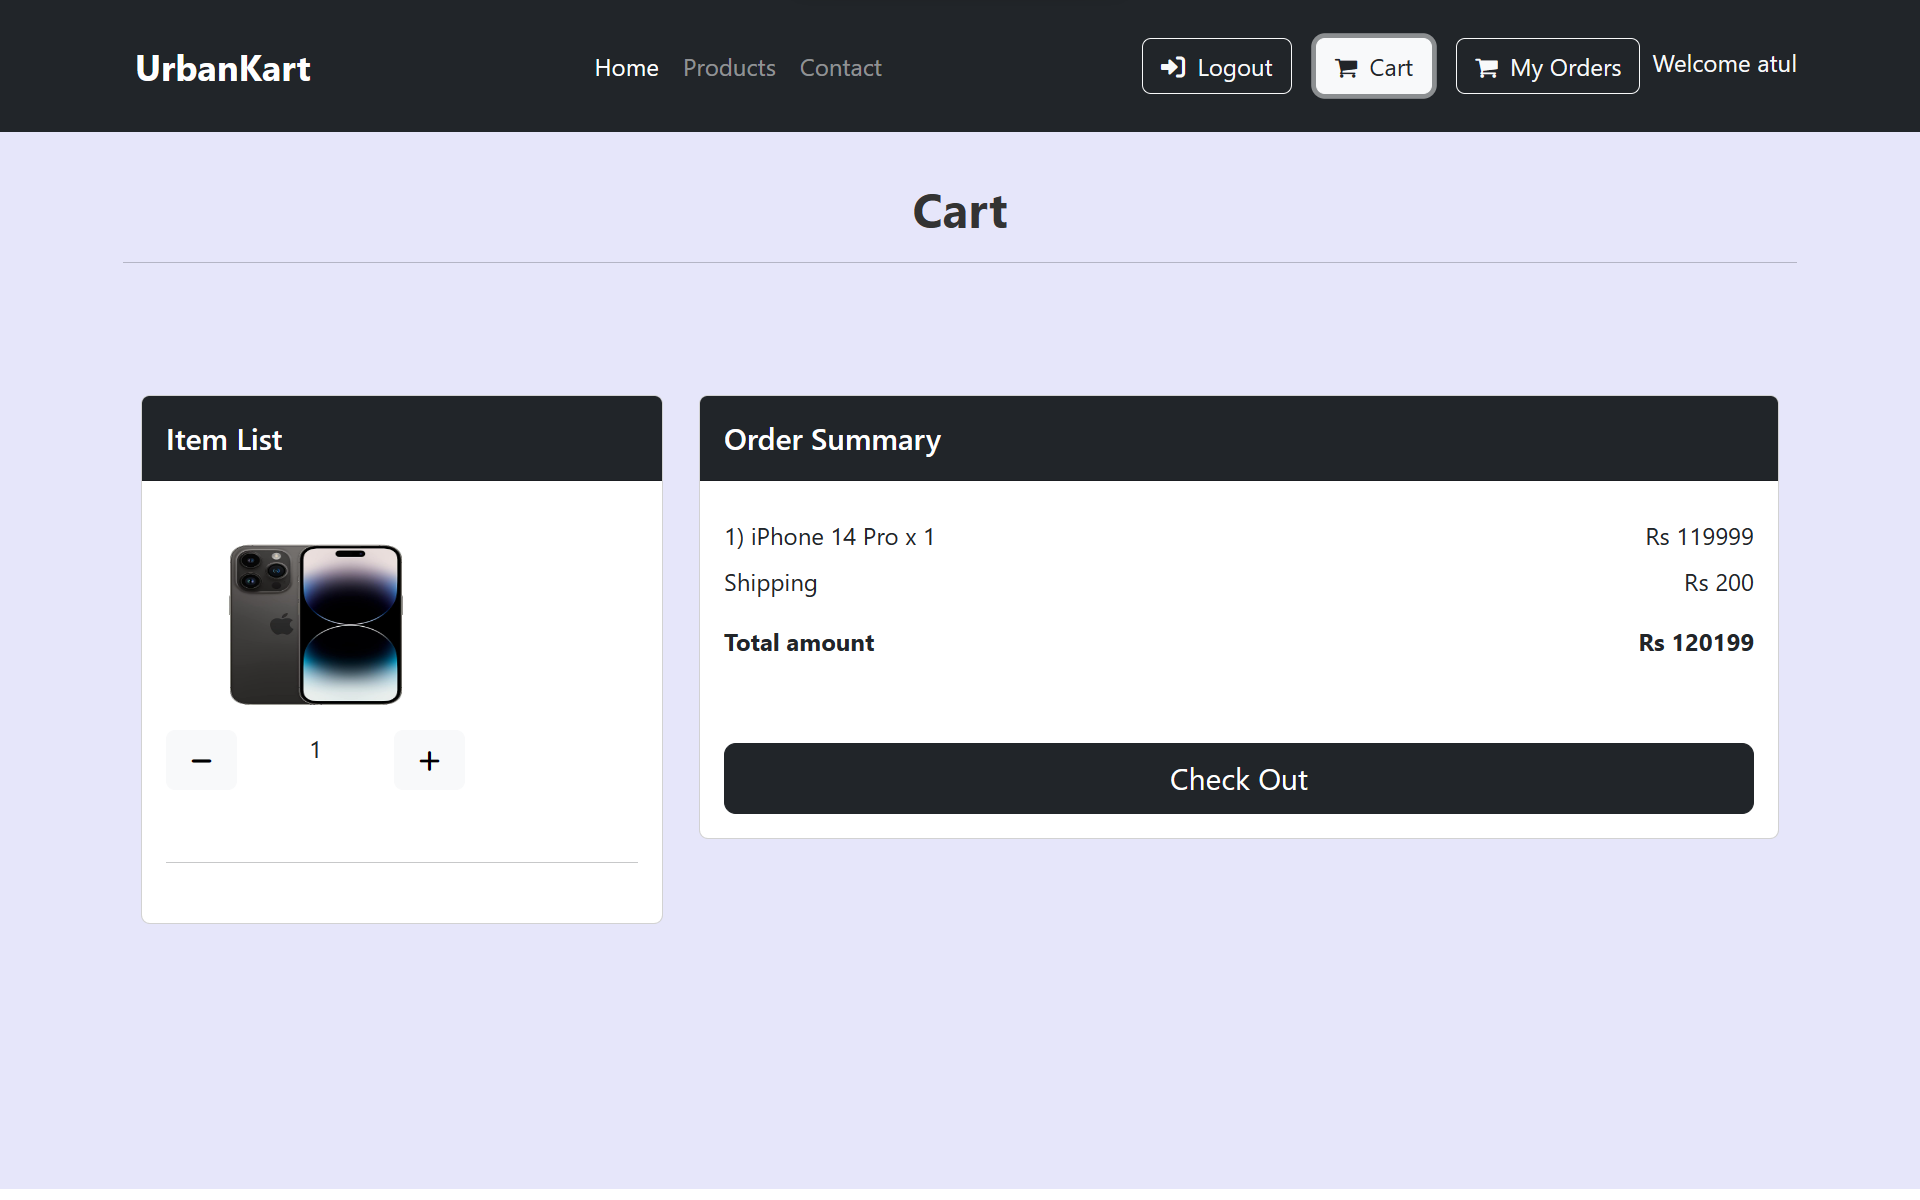 UrbanKart
Home Products Contact
Logout Cart My Orders Welcome atul
Cart
Item List
1
Order Summary
1) iPhone 14 Pro x 1 Rs 119999
Shipping Rs 200
Total amount Rs 120199
Check Out